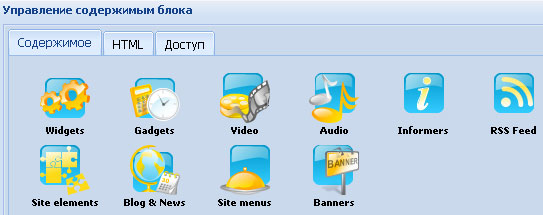 Управление содержимым блока
Содержимое HTML Доступ
Widgets Gadgets Video Audio Informers RSS Feed
BANNER
Site elements Blog & News Site menus Banners